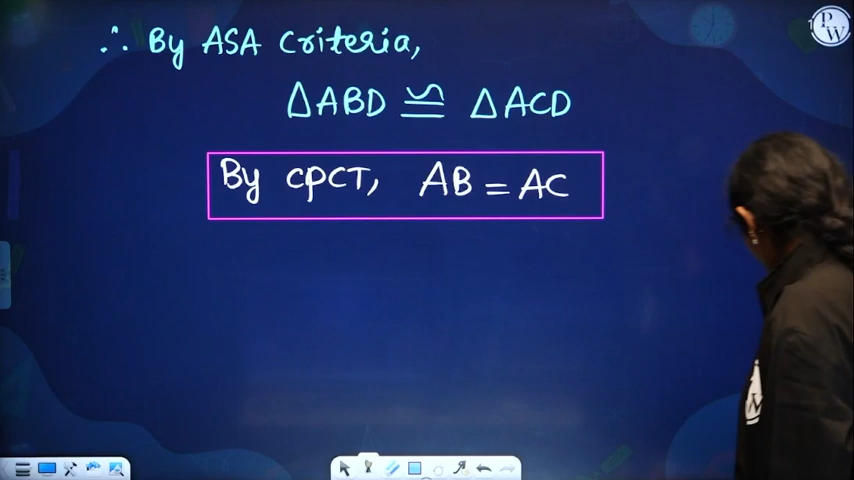 ∴ By ASA Criteria,
ΔABD ≅ ΔACD
By CPCT, AB = AC
P
W
W